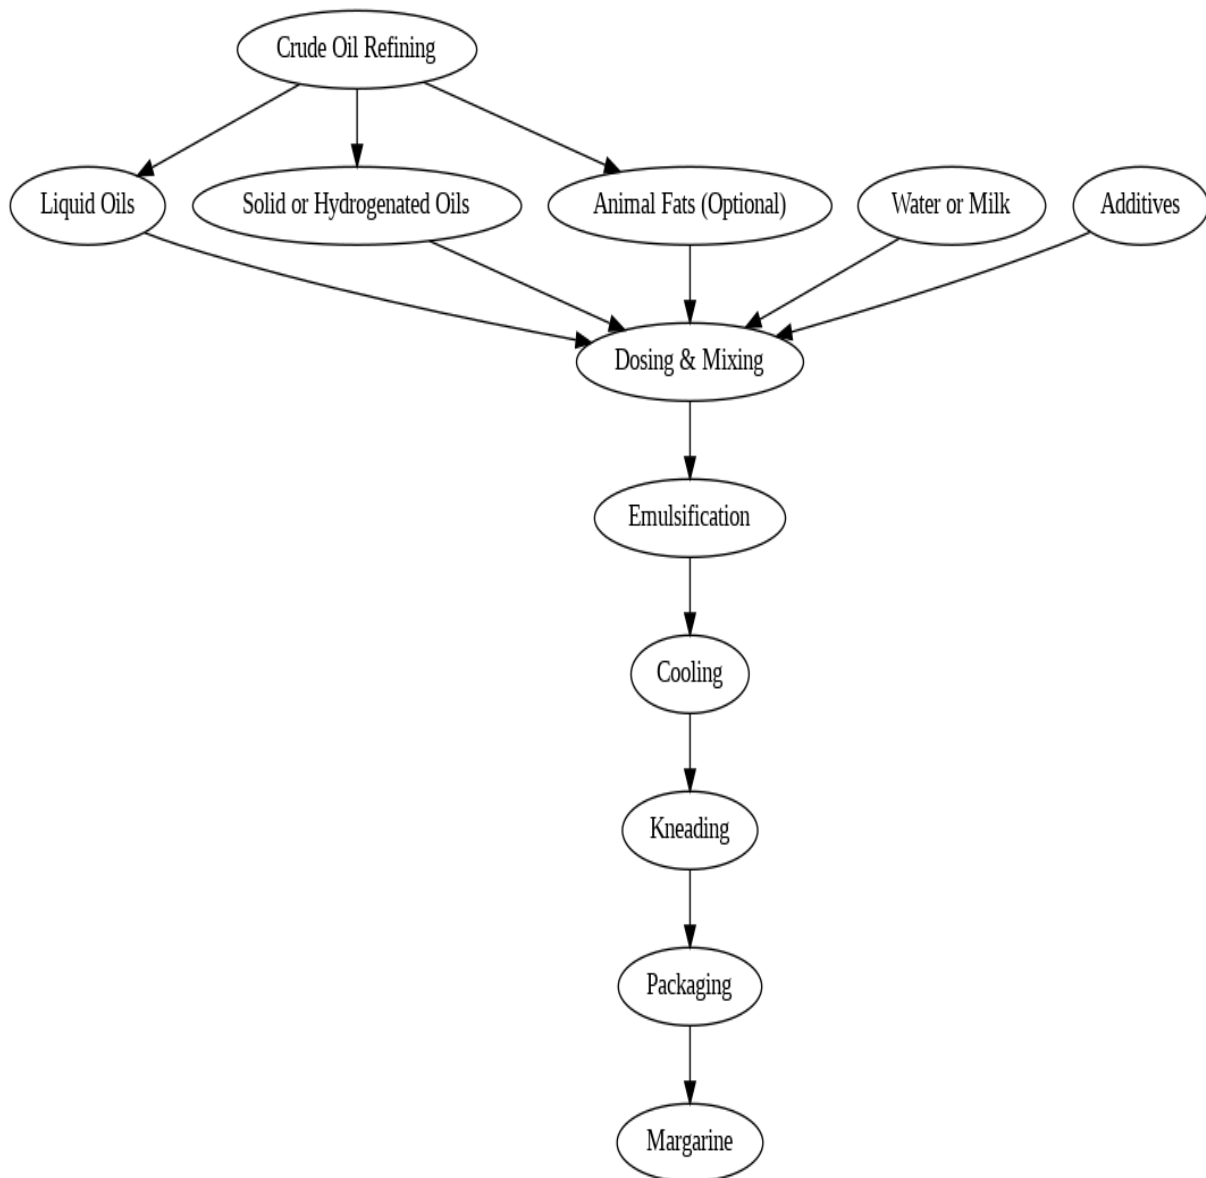 Crude Oil Refining
Liquid Oils
Solid or Hydrogenated Oils
Animal Fats (Optional)
Water or Milk
Additives
Dosing & Mixing
Emulsification
Cooling
Kneading
Packaging
Margarine